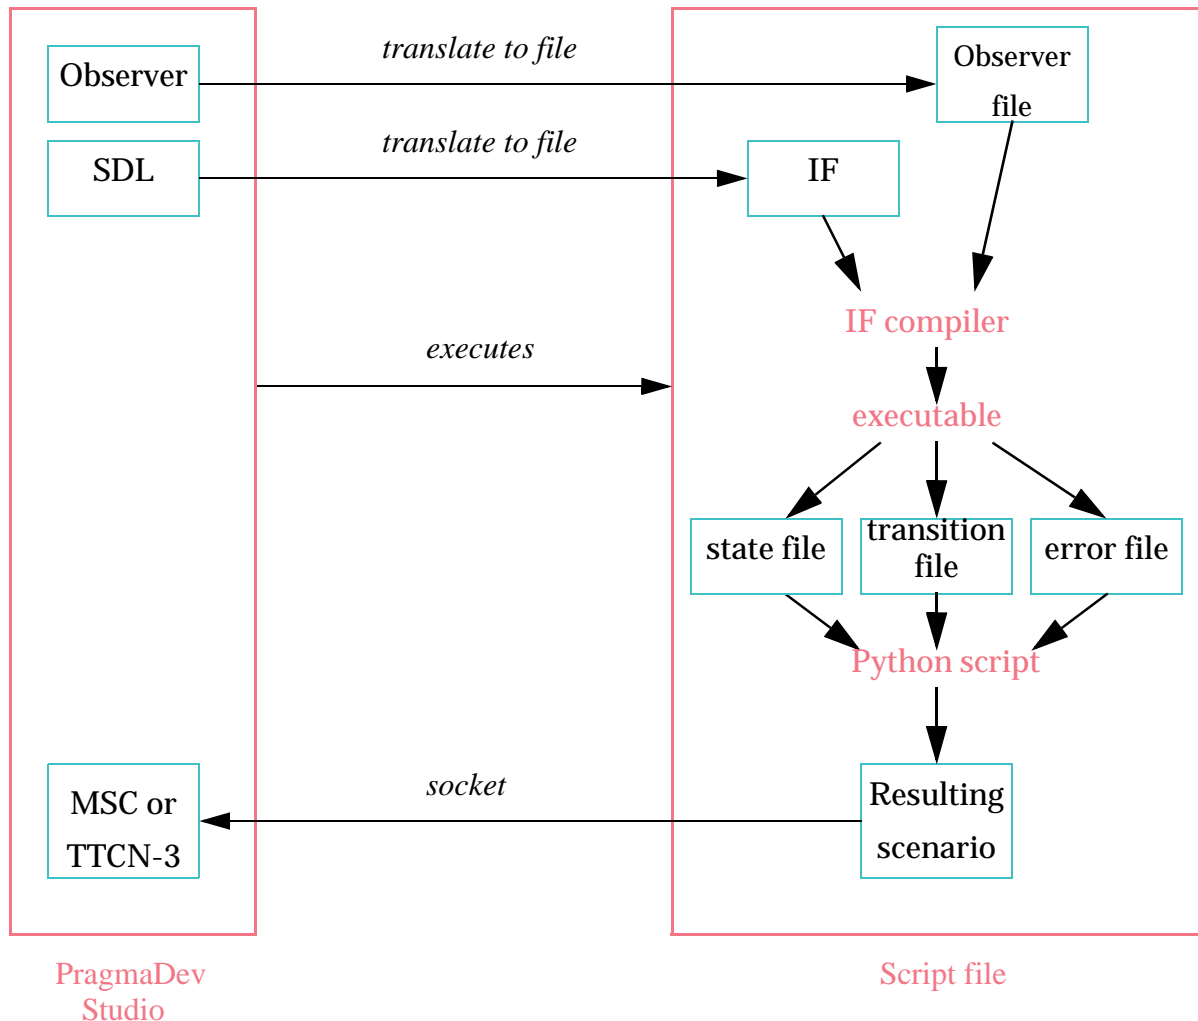 translate to file
Observer
Observer
file
translate to file
SDL
IF
IF compiler
executes
executable
state file
transition
file
error file
Python script
socket
MSC or
TTCN-3
Resulting
scenario
PragmaDev
Studio
Script file